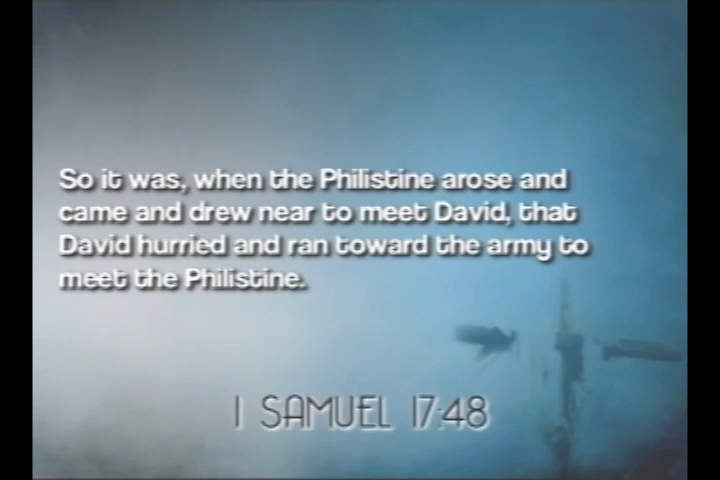 So it was, when the Philistine arose and
came and drew near to meet David, that
David hurried and ran toward the army to
meet the Philistine.
1 SAMUEL 17:48